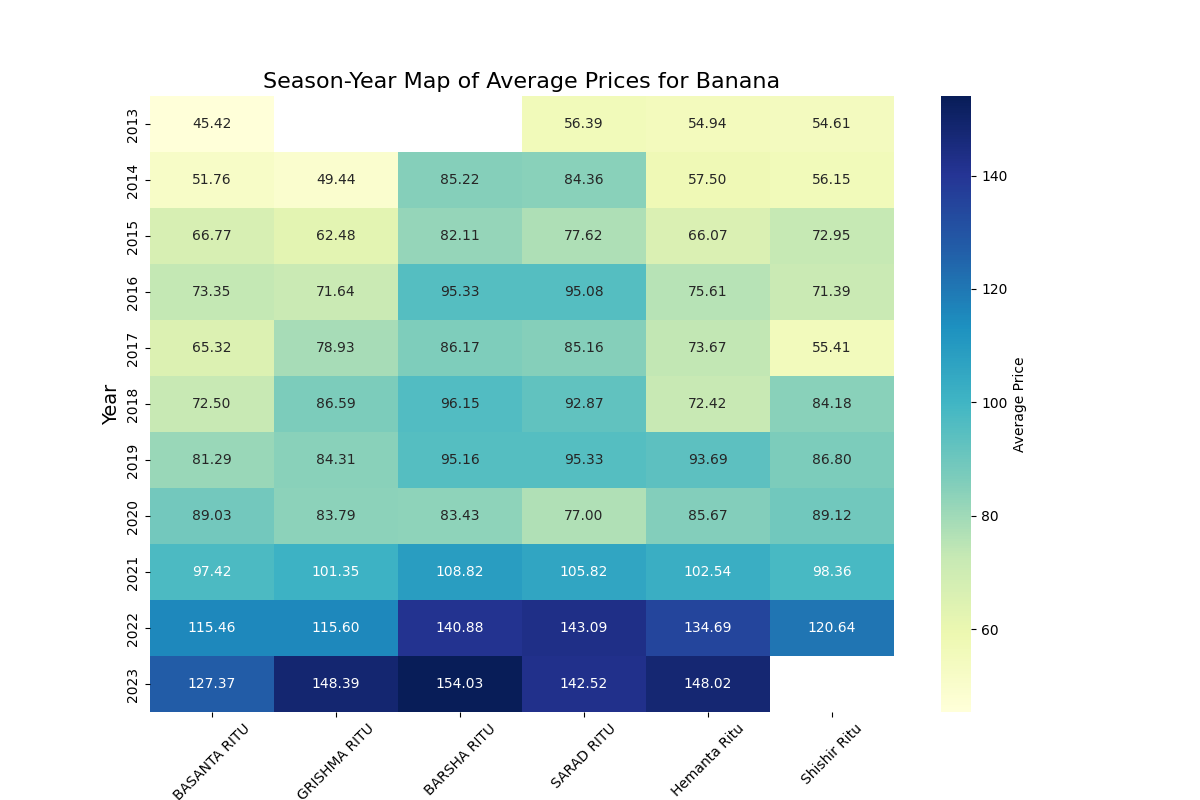 Season-Year Map of Average Prices for Banana
2013 45.42 56.39 54.94 54.61
2014 51.76 49.44 85.22 84.36 57.50 56.15
2015 66.77 62.48 82.11 77.62 66.07 72.95
2016 73.35 71.64 95.33 95.08 75.61 71.39
2017 65.32 78.93 86.17 85.16 73.67 55.41
2018 72.50 86.59 96.15 92.87 72.42 84.18
2019 81.29 84.31 95.16 95.33 93.69 86.80
2020 89.03 83.79 83.43 77.00 85.67 89.12
2021 97.42 101.35 108.82 105.82 102.54 98.36
2022 115.46 115.60 140.88 143.09 134.69 120.64
2023 127.37 148.39 154.03 142.52 148.02
BASANTA RITU GRISHMA RITU BARSHA RITU SARAD RITU Hemanta Ritu Shishir Ritu
Year
140
120
100
80
60
Average Price